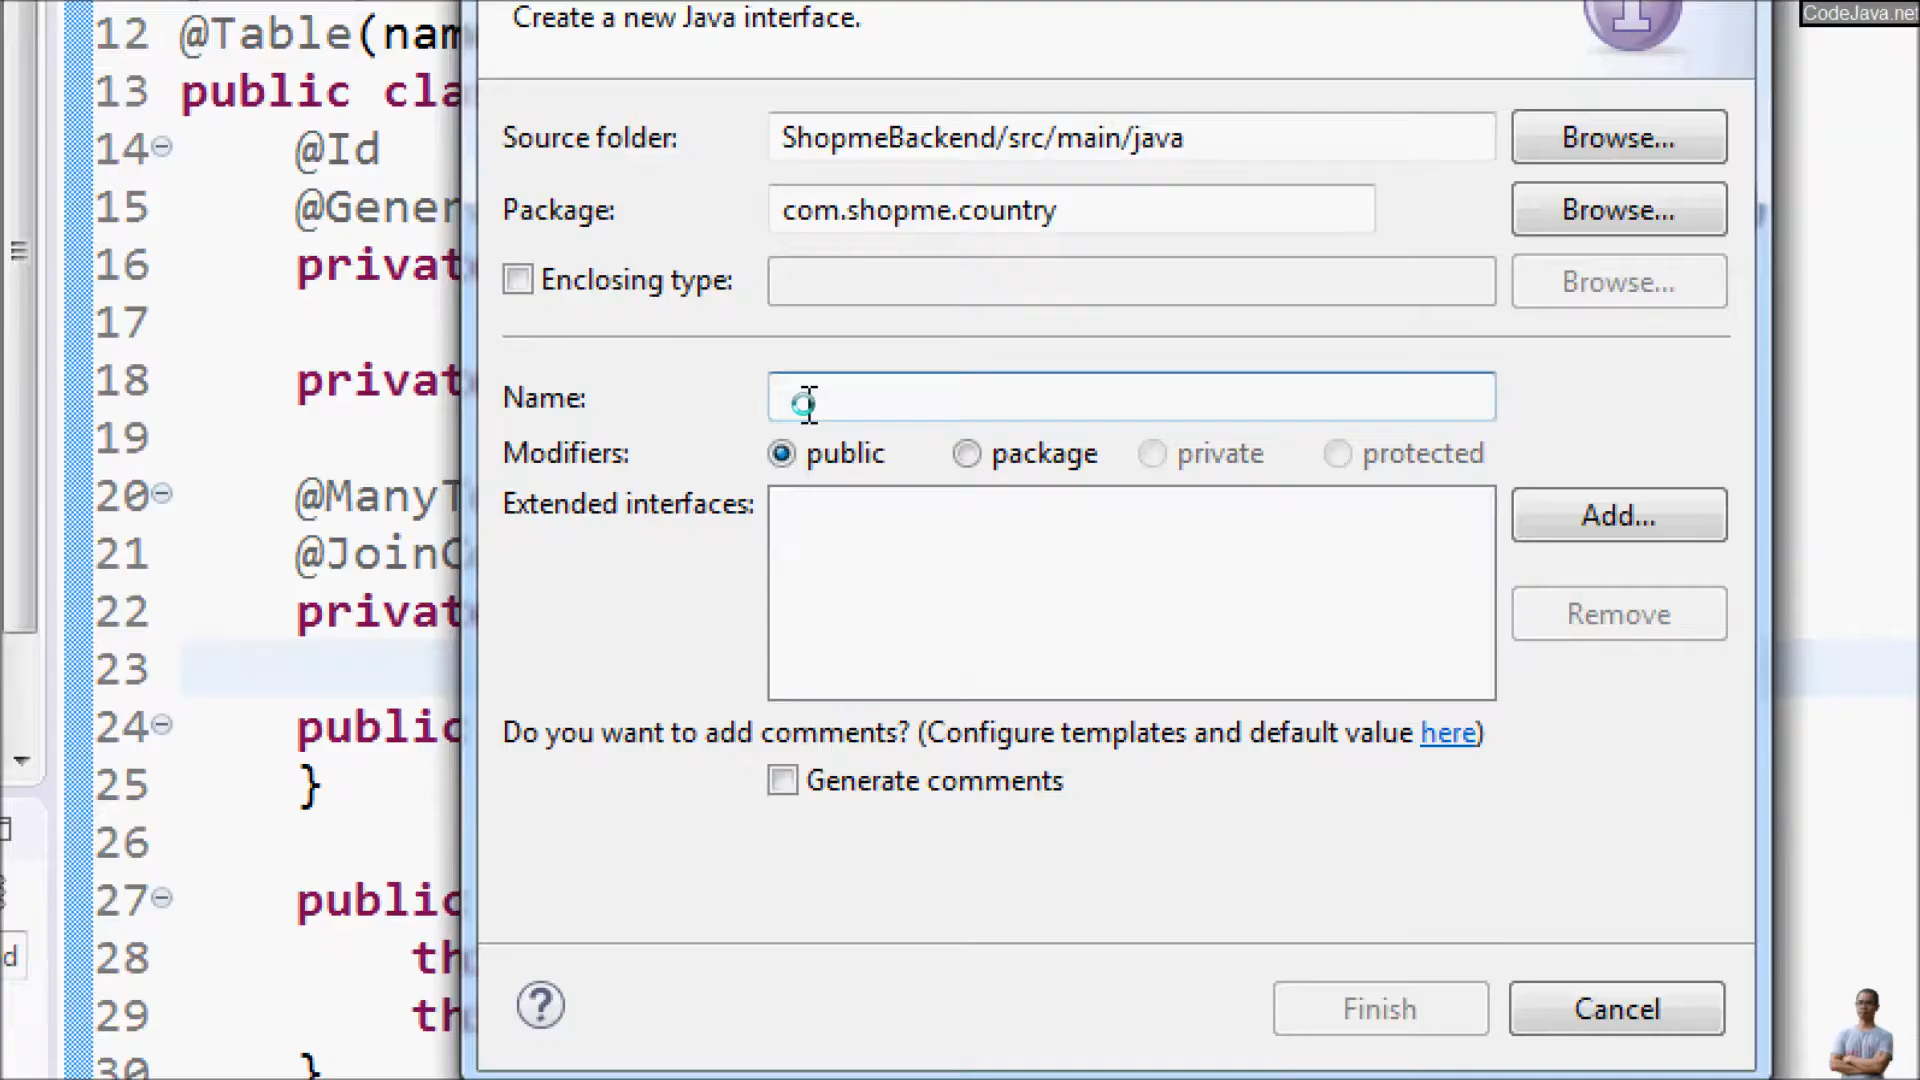 CodeJava.net
12 @Table(nam
Create a new Java interface.
13 public cla
Source folder: ShopmeBackend/src/main/java Browse...
14 @Id
15 @Gener
Package: com.shopme.country Browse...
16 privat
Enclosing type: Browse...
17
18 privat
Name:
19
Modifiers: public package private protected
20 @ManyT
Extended interfaces: Add...
21 @JoinC
22 privat
Remove
23
24 public
Do you want to add comments? (Configure templates and default value here)
25 }
Generate comments
26
27 public
28 th
d
29 th
? Finish Cancel
30 }